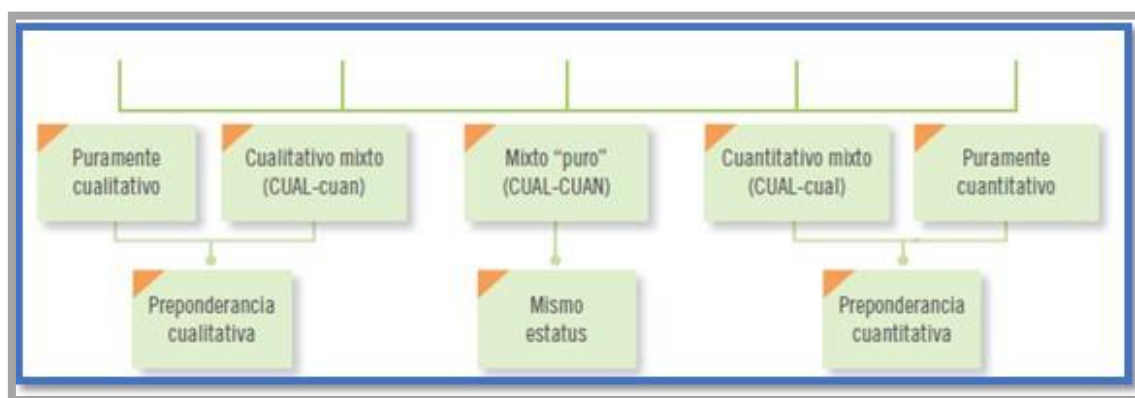 Puramente
cualitativo
Cualitativo mixto
(CUAL-cuan)
Mixto “puro”
(CUAL-CUAN)
Cuantitativo mixto
(CUAL-cual)
Puramente
cuantitativo
Preponderancia
cualitativa
Mismo
estatus
Preponderancia
cuantitativa